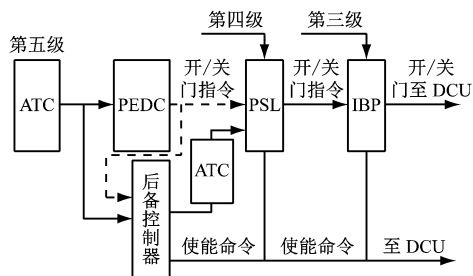 第四级
第三级
第五级
开/关
门指令
开/关
门指令
开/关
门至 DCU
ATC
PEDC
PSL
IBP
ATC
后备控制器
使能命令
使能命令
至 DCU